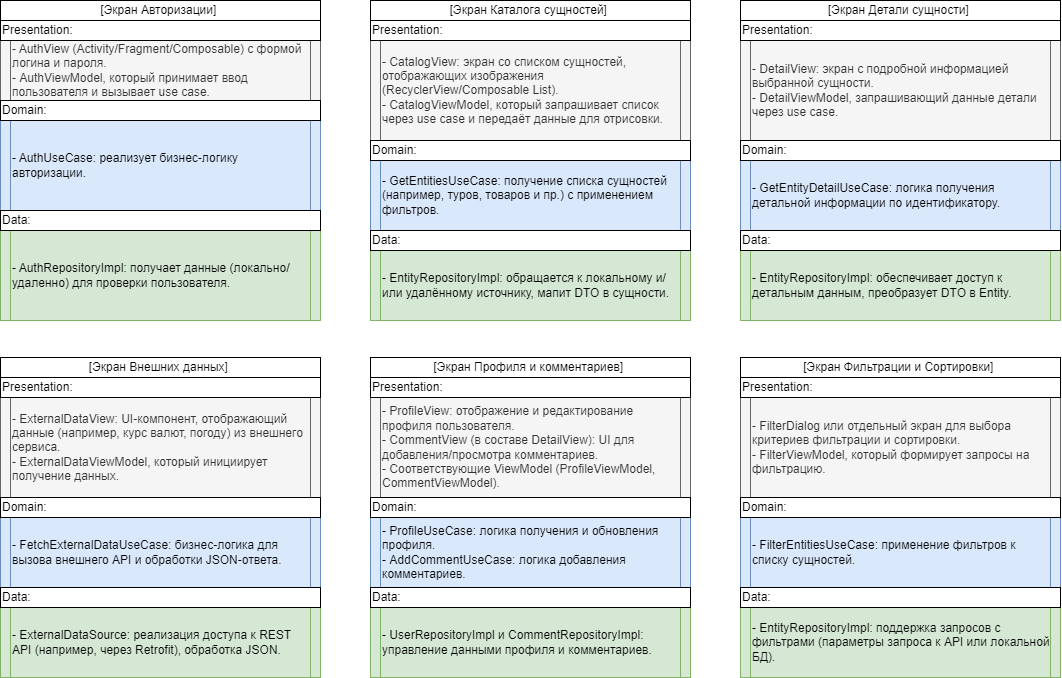 [Экран Авторизации]
Presentation:
- AuthView (Activity/Fragment/Composable) с формой
логина и пароля.
- AuthViewModel, который принимает ввод
пользователя и вызывает use case.
Domain:
- AuthUseCase: реализует бизнес-логику
авторизации.
Data:
- AuthRepositoryImpl: получает данные (локально/
удаленно) для проверки пользователя.
[Экран Каталога сущностей]
Presentation:
- CatalogView: экран со списком сущностей,
отображающих изображения
(RecyclerView/Composable List).
- CatalogViewModel, который запрашивает список
через use case и передаёт данные для отрисовки.
Domain:
- GetEntitiesUseCase: получение списка сущностей
(например, туров, товаров и пр.) с применением
фильтров.
Data:
- EntityRepositoryImpl: обращается к локальному и/
или удалённому источнику, мапит DTO в сущности.
[Экран Детали сущности]
Presentation:
- DetailView: экран с подробной информацией
выбранной сущности.
- DetailViewModel, запрашивающий данные детали
через use case.
Domain:
- GetEntityDetailUseCase: логика получения
детальной информации по идентификатору.
Data:
- EntityRepositoryImpl: обеспечивает доступ к
детальным данным, преобразует DTO в Entity.
[Экран Внешних данных]
Presentation:
- ExternalDataView: UI-компонент, отображающий
данные (например, курс валют, погоду) из внешнего
сервиса.
- ExternalDataViewModel, который инициирует
получение данных.
Domain:
- FetchExternalDataUseCase: бизнес-логика для
вызова внешнего API и обработки JSON-ответа.
Data:
- ExternalDataSource: реализация доступа к REST
API (например, через Retrofit), обработка JSON.
[Экран Профиля и комментариев]
Presentation:
- ProfileView: отображение и редактирование
профиля пользователя.
- CommentView (в составе DetailView): UI для
добавления/просмотра комментариев.
- Соответствующие ViewModel (ProfileViewModel,
CommentViewModel).
Domain:
- ProfileUseCase: логика получения и обновления
профиля.
- AddCommentUseCase: логика добавления
комментариев.
Data:
- UserRepositoryImpl и CommentRepositoryImpl:
управление данными профиля и комментариев.
[Экран Фильтрации и Сортировки]
Presentation:
- FilterDialog или отдельный экран для выбора
критериев фильтрации и сортировки.
- FilterViewModel, который формирует запросы на
фильтрацию.
Domain:
- FilterEntitiesUseCase: применение фильтров к
списку сущностей.
Data:
- EntityRepositoryImpl: поддержка запросов с
фильтрами (параметры запроса к API или локальной
БД).